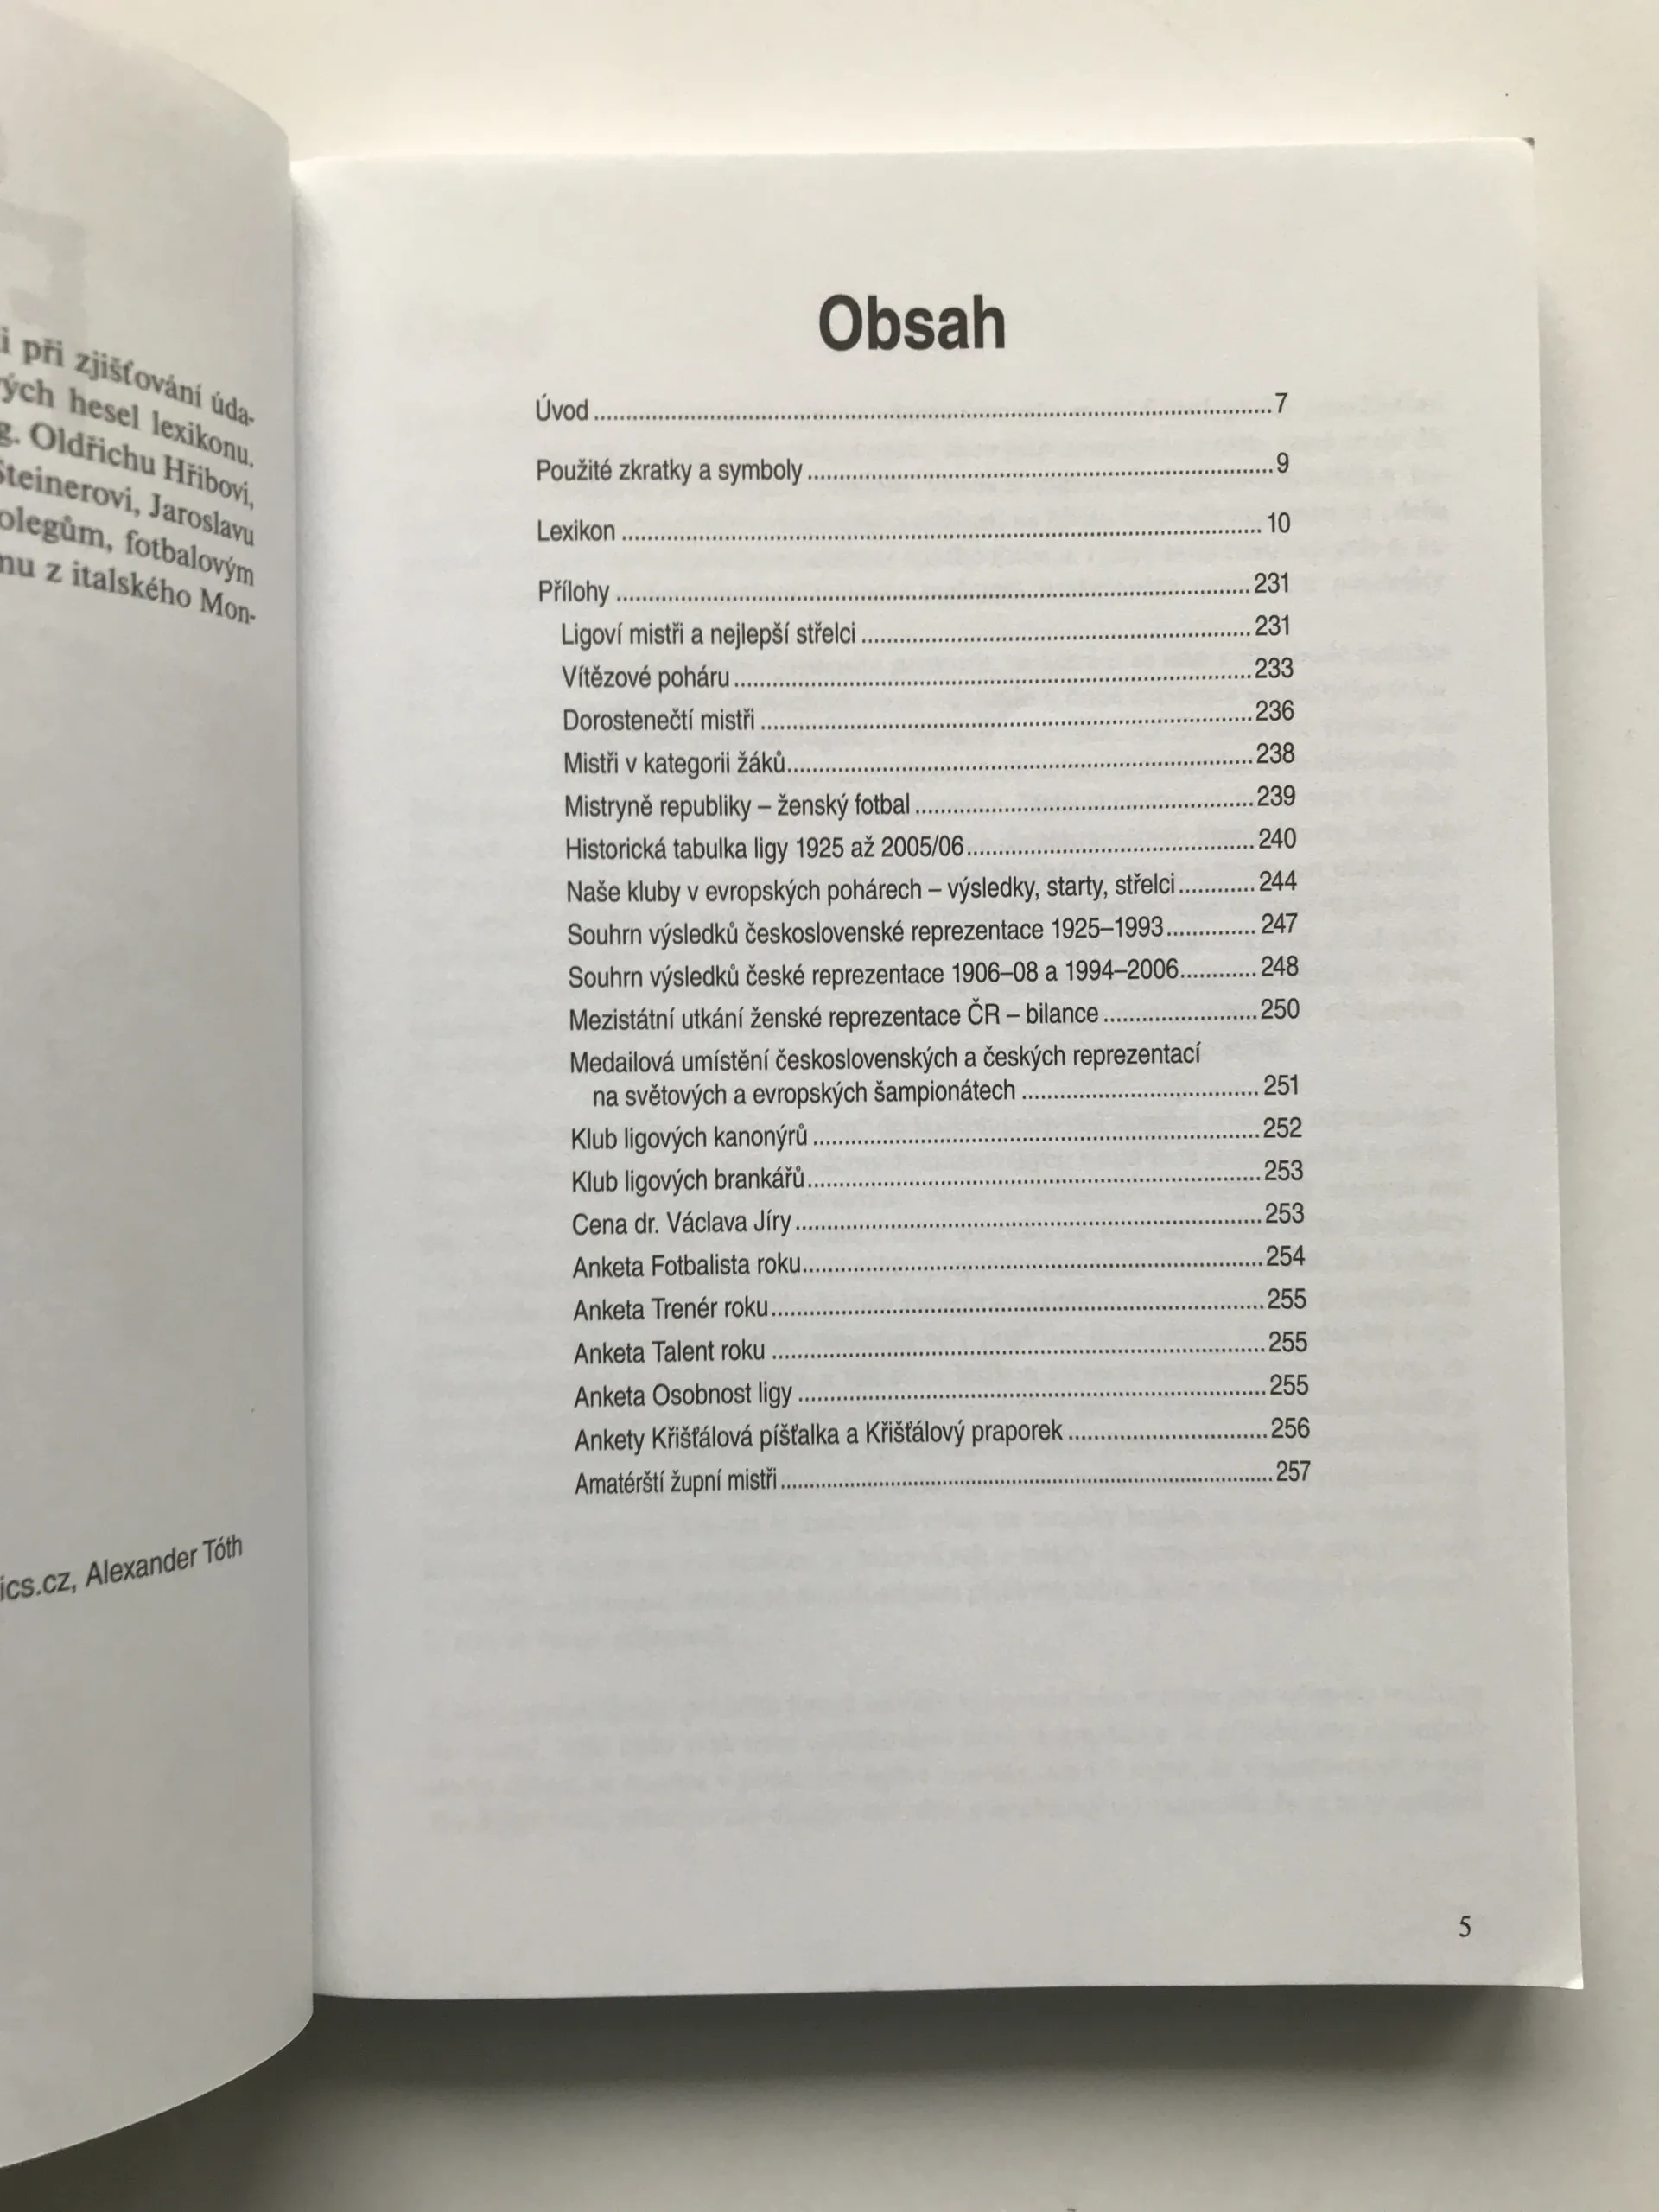 i při zjišťování úda-
ých hesel lexikonu.
g. Oldřichu Hřibovi,
Steinerovi, Jaroslavu
olegům, fotbalovým
mu z italského Mon-
ics.cz, Alexander Tóth
Obsah
Úvod ........ 7
Použité zkratky a symboly ........ 9
Lexikon ........ 10
Přílohy ........ 231
Ligoví mistři a nejlepší střelci ........ 231
Vítězové poháru ........ 233
Dorostenečtí mistři ........ 236
Mistři v kategorii žáků ........ 238
Mistryně republiky – ženský fotbal ........ 239
Historická tabulka ligy 1925 až 2005/06 ........ 240
Naše kluby v evropských pohárech – výsledky, starty, střelci ........ 244
Souhrn výsledků československé reprezentace 1925–1993 ........ 247
Souhrn výsledků české reprezentace 1906–08 a 1994–2006 ........ 248
Mezistátní utkání ženské reprezentace ČR – bilance ........ 250
Medailová umístění československých a českých reprezentací
na světových a evropských šampionátech ........ 251
Klub ligových kanonýrů ........ 252
Klub ligových brankářů ........ 253
Cena dr. Václava Jíry ........ 253
Anketa Fotbalista roku ........ 254
Anketa Trenér roku ........ 255
Anketa Talent roku ........ 255
Anketa Osobnost ligy ........ 255
Ankety Křišťálová píšťalka a Křišťálový praporek ........ 256
Amatérští župní mistři ........ 257
5